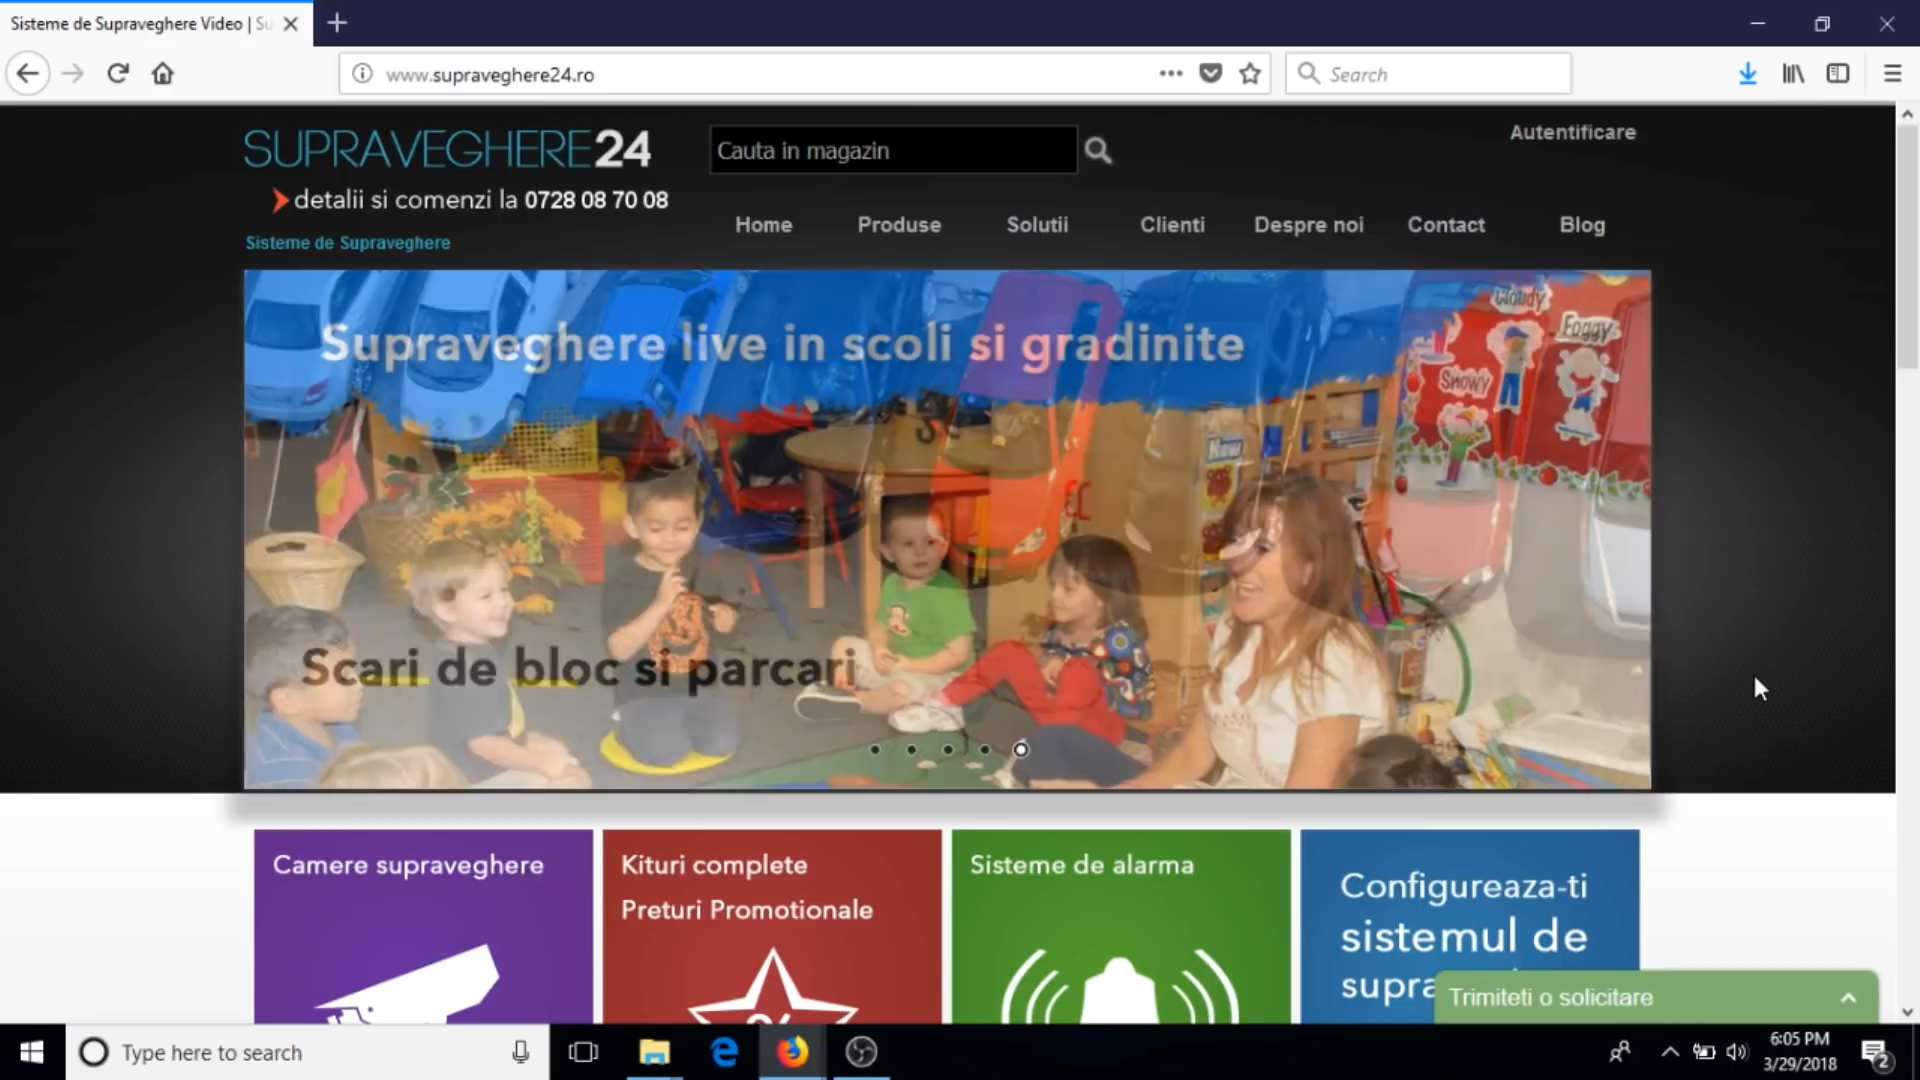 Sisteme de Supraveghere Video | Su
www.supraveghere24.ro
Search
SUPRAVEGHERE24
Cauta in magazin
Autentificare
detalii si comenzi la 0728 08 70 08
Home Produse Solutii Clienti Despre noi Contact Blog
Sisteme de Supraveghere
Cloudy
Foggy
Snowy
Supraveghere live in scoli si gradinite
New
Scari de bloc si parcari
Camere supraveghere
Kituri complete
Preturi Promotionale
Sisteme de alarma
Configureaza-ti
sistemul de
Trimiteti o solicitare
Type here to search
6:05 PM
3/29/2018
2